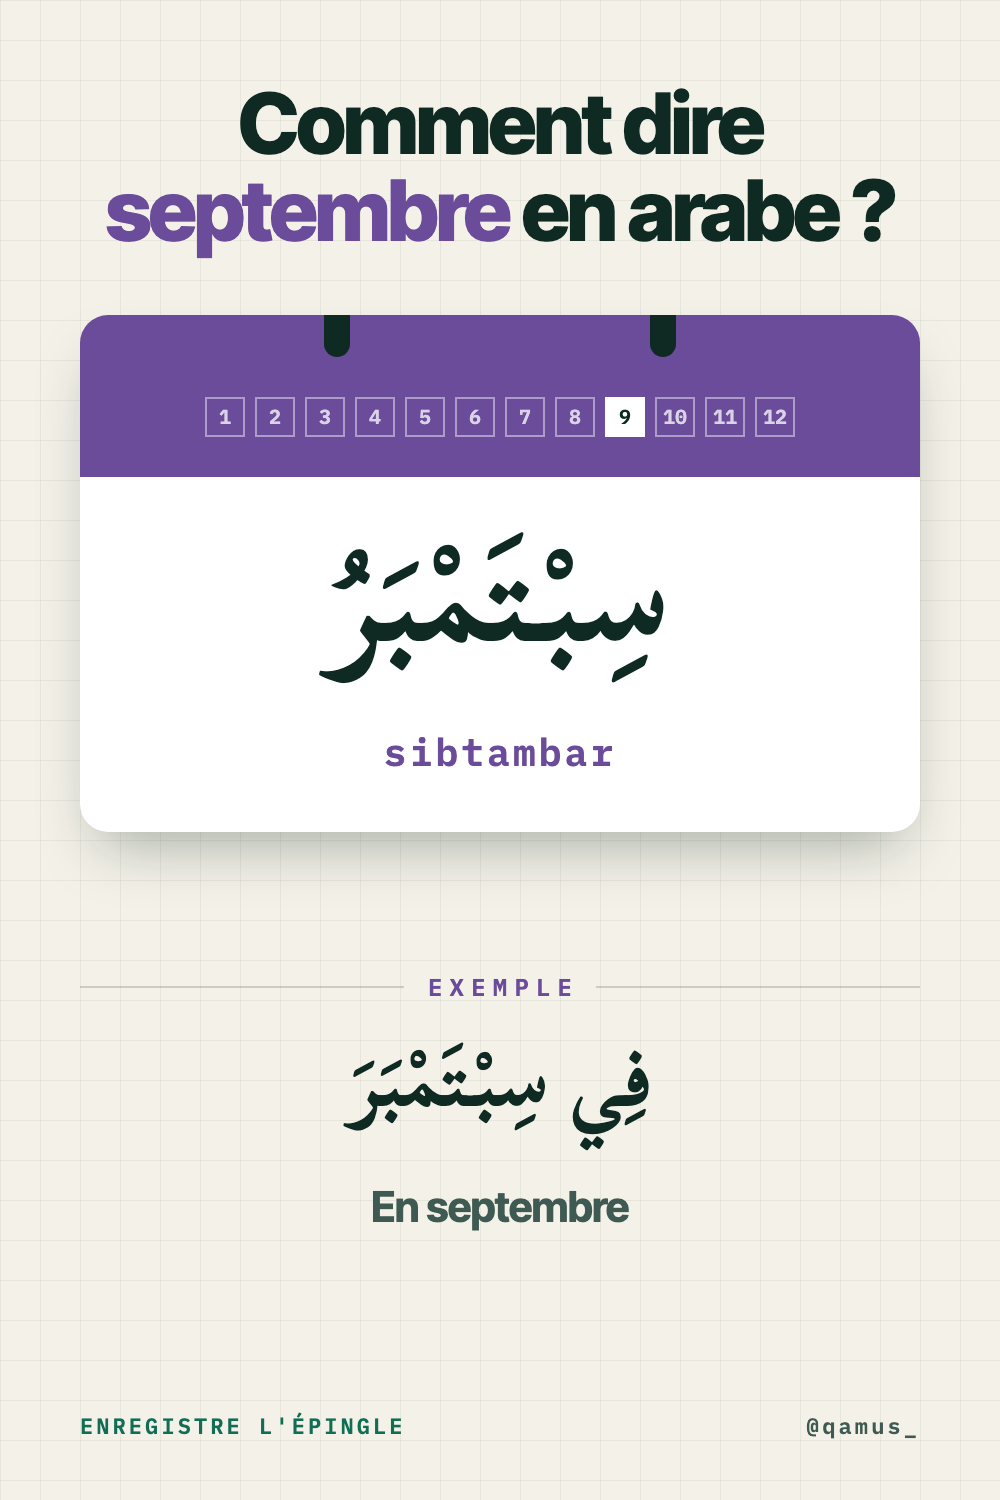 Comment dire
septembre en arabe ?
1 2 3 4 5 6 7 8 9 10 11 12
سِبْتَمْبَرُ
sibtambar
EXEMPLE
فِي سِبْتَمْبَرَ
En septembre
ENREGISTRE L'ÉPINGLE
@qamus_